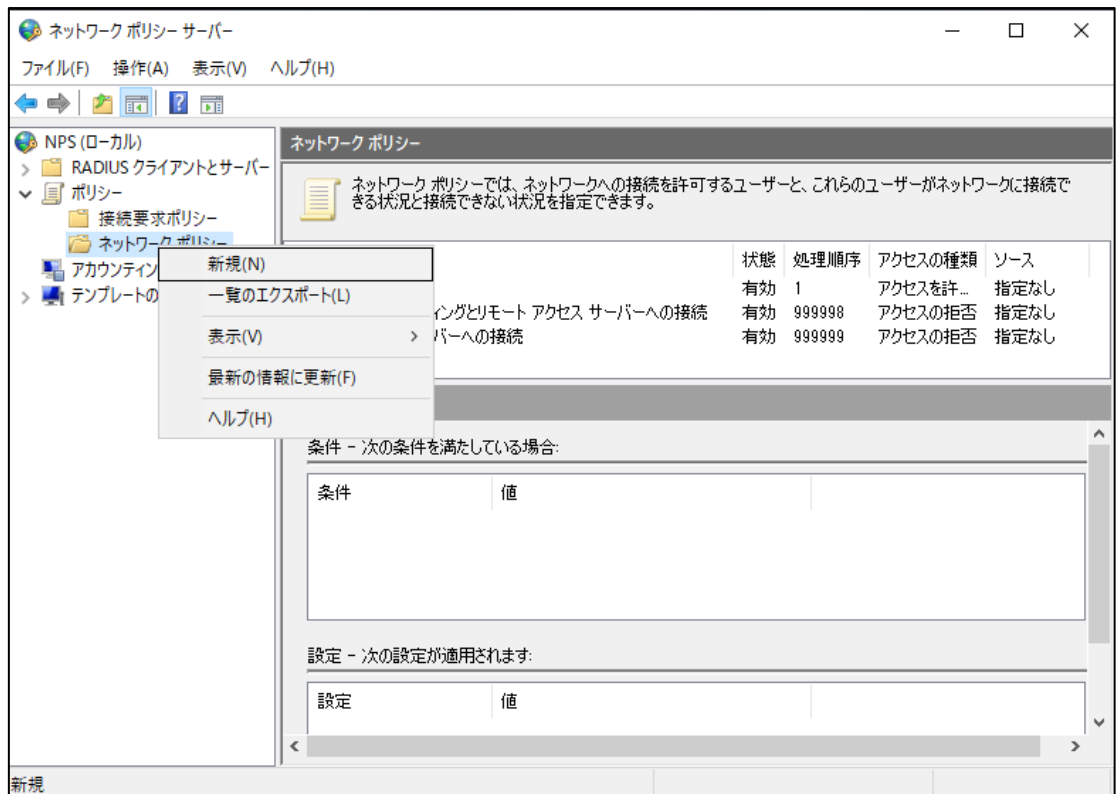 ネットワーク ポリシー サーバー
ファイル(F) 操作(A) 表示(V) ヘルプ(H)
NPS (ローカル)
RADIUS クライアントとサーバー
ポリシー
接続要求ポリシー
ネットワーク ポリシー
アカウンティン
テンプレートの
新規(N)
一覧のエクスポート(L)
表示(V)
最新の情報に更新(F)
ヘルプ(H)
ネットワーク ポリシー
ネットワーク ポリシーでは、ネットワークへの接続を許可するユーザーと、これらのユーザーがネットワークに接続で
きる状況と接続できない状況を指定できます。
状態 処理順序 アクセスの種類 ソース
有効 1 アクセスを許... 指定なし
ィングとリモート アクセス サーバーへの接続 有効 999998 アクセスの拒否 指定なし
バーへの接続 有効 999999 アクセスの拒否 指定なし
条件 - 次の条件を満たしている場合:
条件 値
設定 - 次の設定が適用されます:
設定 値
新規